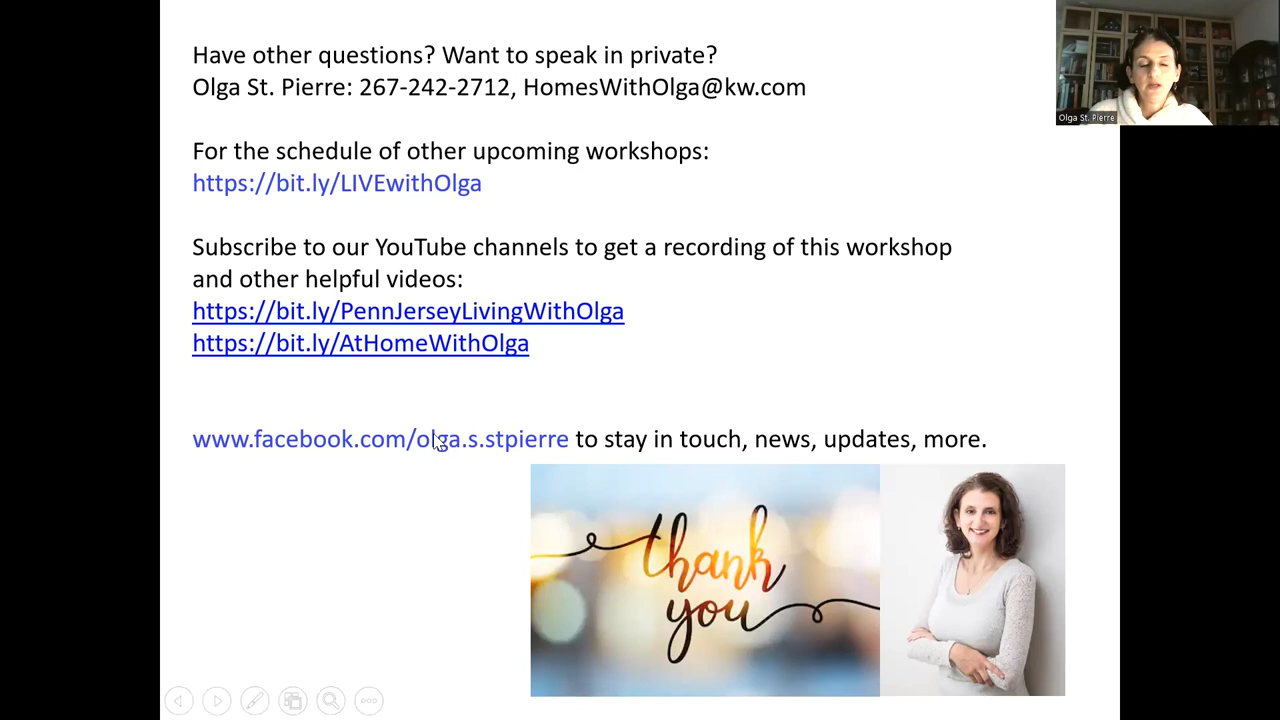 Have other questions? Want to speak in private?
Olga St. Pierre: 267-242-2712, HomesWithOlga@kw.com
For the schedule of other upcoming workshops:
https://bit.ly/LIVEwithOlga
Subscribe to our YouTube channels to get a recording of this workshop
and other helpful videos:
https://bit.ly/PennJerseyLivingWithOlga
https://bit.ly/AtHomeWithOlga
www.facebook.com/olga.s.stpierre to stay in touch, news, updates, more.
thank
you
Olga St. Pierre